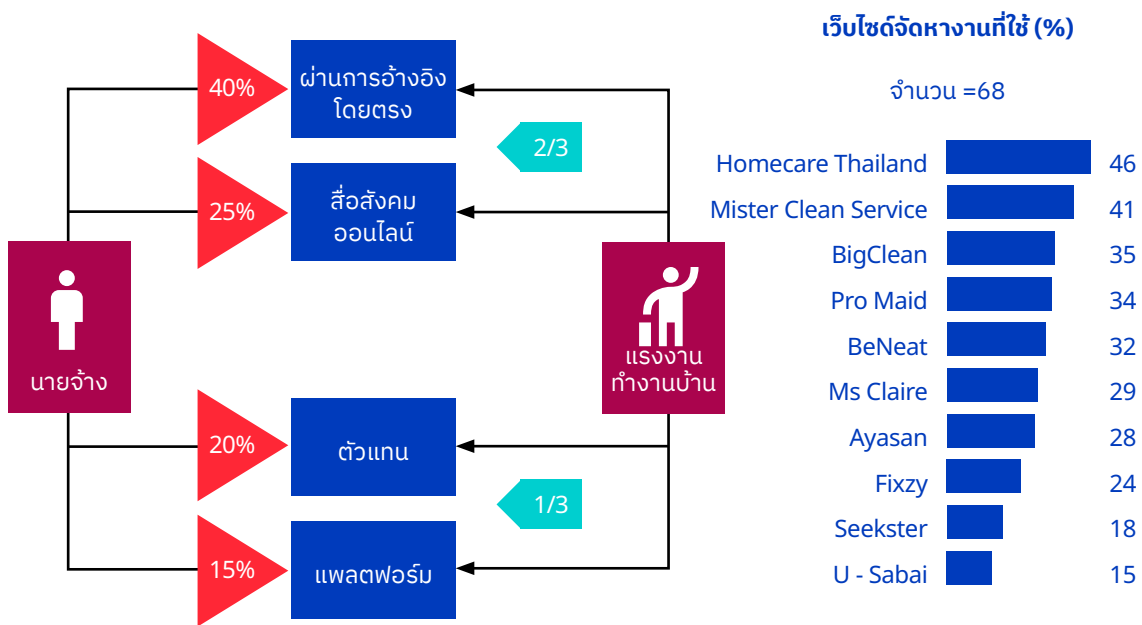 40%
ผ่านการอ้างอิง
โดยตรง
2/3
25%
สื่อสังคม
ออนไลน์
นายจ้าง
แรงงาน
ทำงานบ้าน
20%
ตัวแทน
1/3
15%
แพลตฟอร์ม
เว็บไซด์จัดหางานที่ใช้ (%)
จำนวน =68
Homecare Thailand 46
Mister Clean Service 41
BigClean 35
Pro Maid 34
BeNeat 32
Ms Claire 29
Ayasan 28
Fixzy 24
Seekster 18
U - Sabai 15